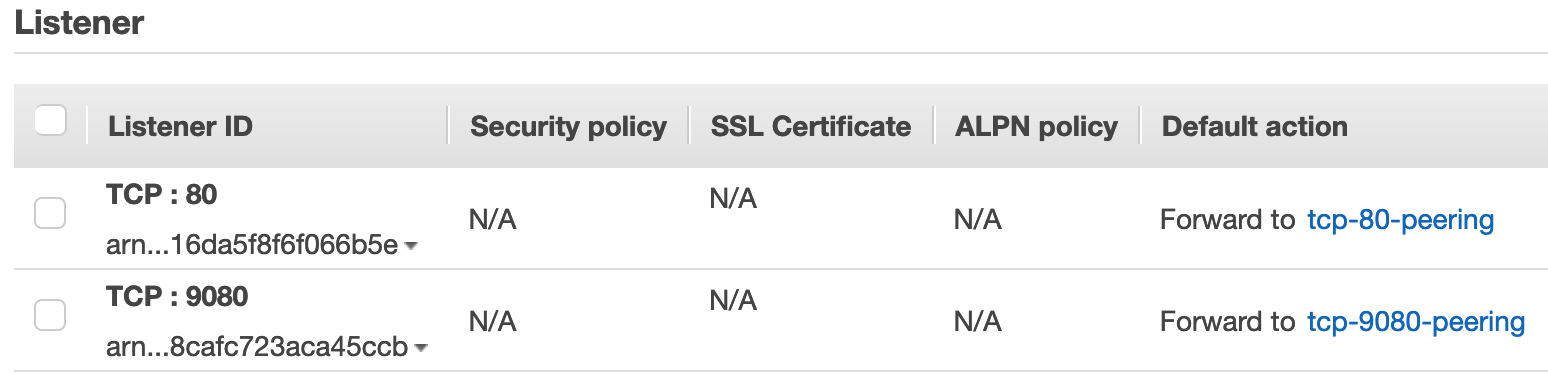 Listener
Listener ID Security policy SSL Certificate ALPN policy Default action
TCP : 80
arn...16da5f8f6f066b5e N/A N/A N/A Forward to tcp-80-peering
TCP : 9080
arn...8cafc723aca45ccb N/A N/A N/A Forward to tcp-9080-peering